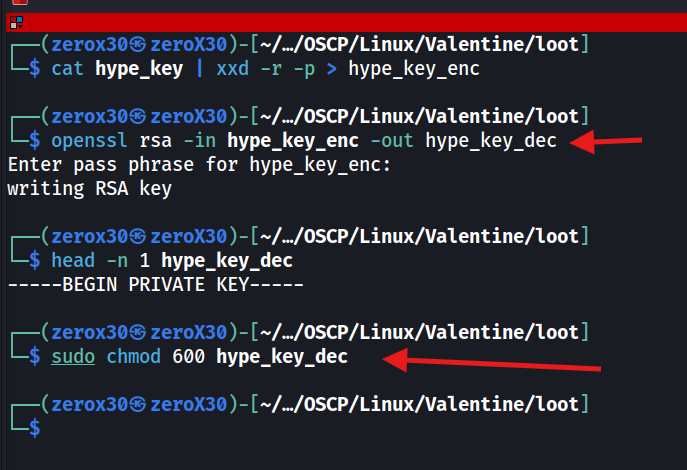 ┌──(zerox30㉿zeroX30)-[~/…/OSCP/Linux/Valentine/loot]
└─$ cat hype_key | xxd -r -p > hype_key_enc
┌──(zerox30㉿zeroX30)-[~/…/OSCP/Linux/Valentine/loot]
└─$ openssl rsa -in hype_key_enc -out hype_key_dec
Enter pass phrase for hype_key_enc:
writing RSA key
┌──(zerox30㉿zeroX30)-[~/…/OSCP/Linux/Valentine/loot]
└─$ head -n 1 hype_key_dec
-----BEGIN PRIVATE KEY-----
┌──(zerox30㉿zeroX30)-[~/…/OSCP/Linux/Valentine/loot]
└─$ sudo chmod 600 hype_key_dec
┌──(zerox30㉿zeroX30)-[~/…/OSCP/Linux/Valentine/loot]
└─$